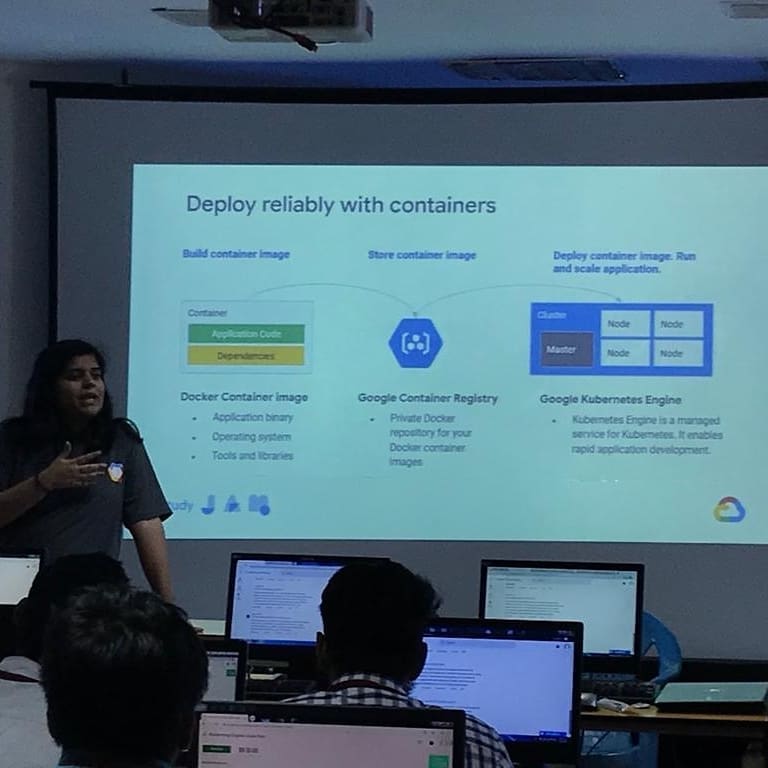 Deploy reliably with containers
Build container image
Store container image
Deploy container image. Run
and scale application.
Container
Application Code
Dependencies
Cluster
Master
Node
Node
Node
Node
Docker Container image
• Application binary
• Operating system
• Tools and libraries
Google Container Registry
• Private Docker
repository for your
Docker container
images
Google Kubernetes Engine
• Kubernetes Engine is a managed
service for Kubernetes. It enables
rapid application development.
udy JAM